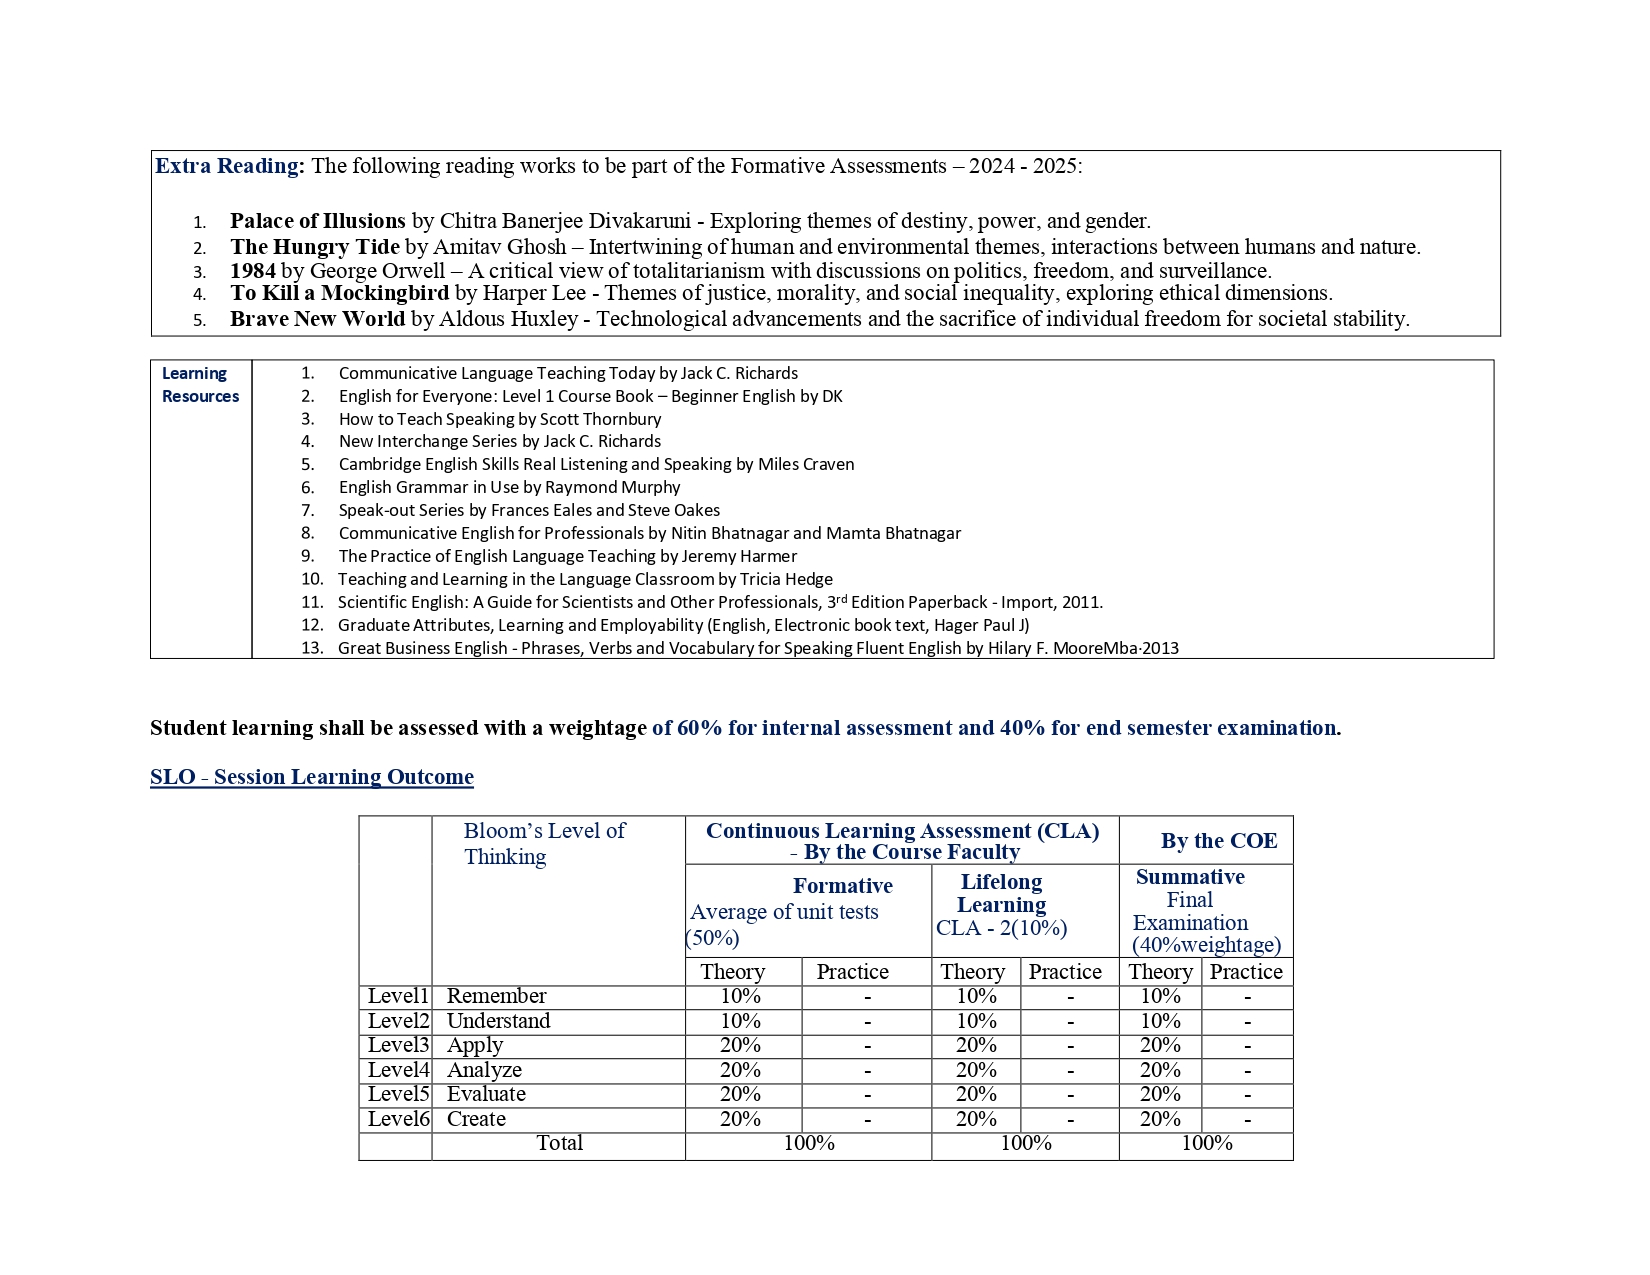 Extra Reading: The following reading works to be part of the Formative Assessments – 2024 - 2025:
1. Palace of Illusions by Chitra Banerjee Divakaruni - Exploring themes of destiny, power, and gender.
2. The Hungry Tide by Amitav Ghosh – Intertwining of human and environmental themes, interactions between humans and nature.
3. 1984 by George Orwell – A critical view of totalitarianism with discussions on politics, freedom, and surveillance.
4. To Kill a Mockingbird by Harper Lee - Themes of justice, morality, and social inequality, exploring ethical dimensions.
5. Brave New World by Aldous Huxley - Technological advancements and the sacrifice of individual freedom for societal stability.
Learning
Resources
1. Communicative Language Teaching Today by Jack C. Richards
2. English for Everyone: Level 1 Course Book – Beginner English by DK
3. How to Teach Speaking by Scott Thornbury
4. New Interchange Series by Jack C. Richards
5. Cambridge English Skills Real Listening and Speaking by Miles Craven
6. English Grammar in Use by Raymond Murphy
7. Speak-out Series by Frances Eales and Steve Oakes
8. Communicative English for Professionals by Nitin Bhatnagar and Mamta Bhatnagar
9. The Practice of English Language Teaching by Jeremy Harmer
10. Teaching and Learning in the Language Classroom by Tricia Hedge
11. Scientific English: A Guide for Scientists and Other Professionals, 3rd Edition Paperback - Import, 2011.
12. Graduate Attributes, Learning and Employability (English, Electronic book text, Hager Paul J)
13. Great Business English - Phrases, Verbs and Vocabulary for Speaking Fluent English by Hilary F. MooreMba·2013
Student learning shall be assessed with a weightage of 60% for internal assessment and 40% for end semester examination.
SLO - Session Learning Outcome
Bloom's Level of
Thinking
Continuous Learning Assessment (CLA)
- By the Course Faculty
By the COE
Formative
Average of unit tests
(50%)
Lifelong
Learning
CLA - 2(10%)
Summative
Final
Examination
(40%weightage)
Theory Practice Theory Practice Theory Practice
Level1 Remember 10% - 10% - 10% -
Level2 Understand 10% - 10% - 10% -
Level3 Apply 20% - 20% - 20% -
Level4 Analyze 20% - 20% - 20% -
Level5 Evaluate 20% - 20% - 20% -
Level6 Create 20% - 20% - 20% -
Total 100% 100% 100%